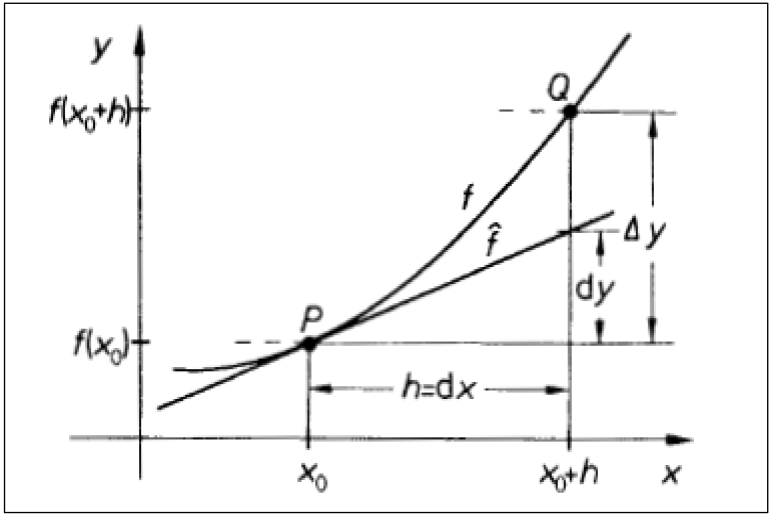 y
f(x₀+h)
Q
f
f̂
Δy
dy
P
f(x₀)
h=dx
x₀
x₀+h
x